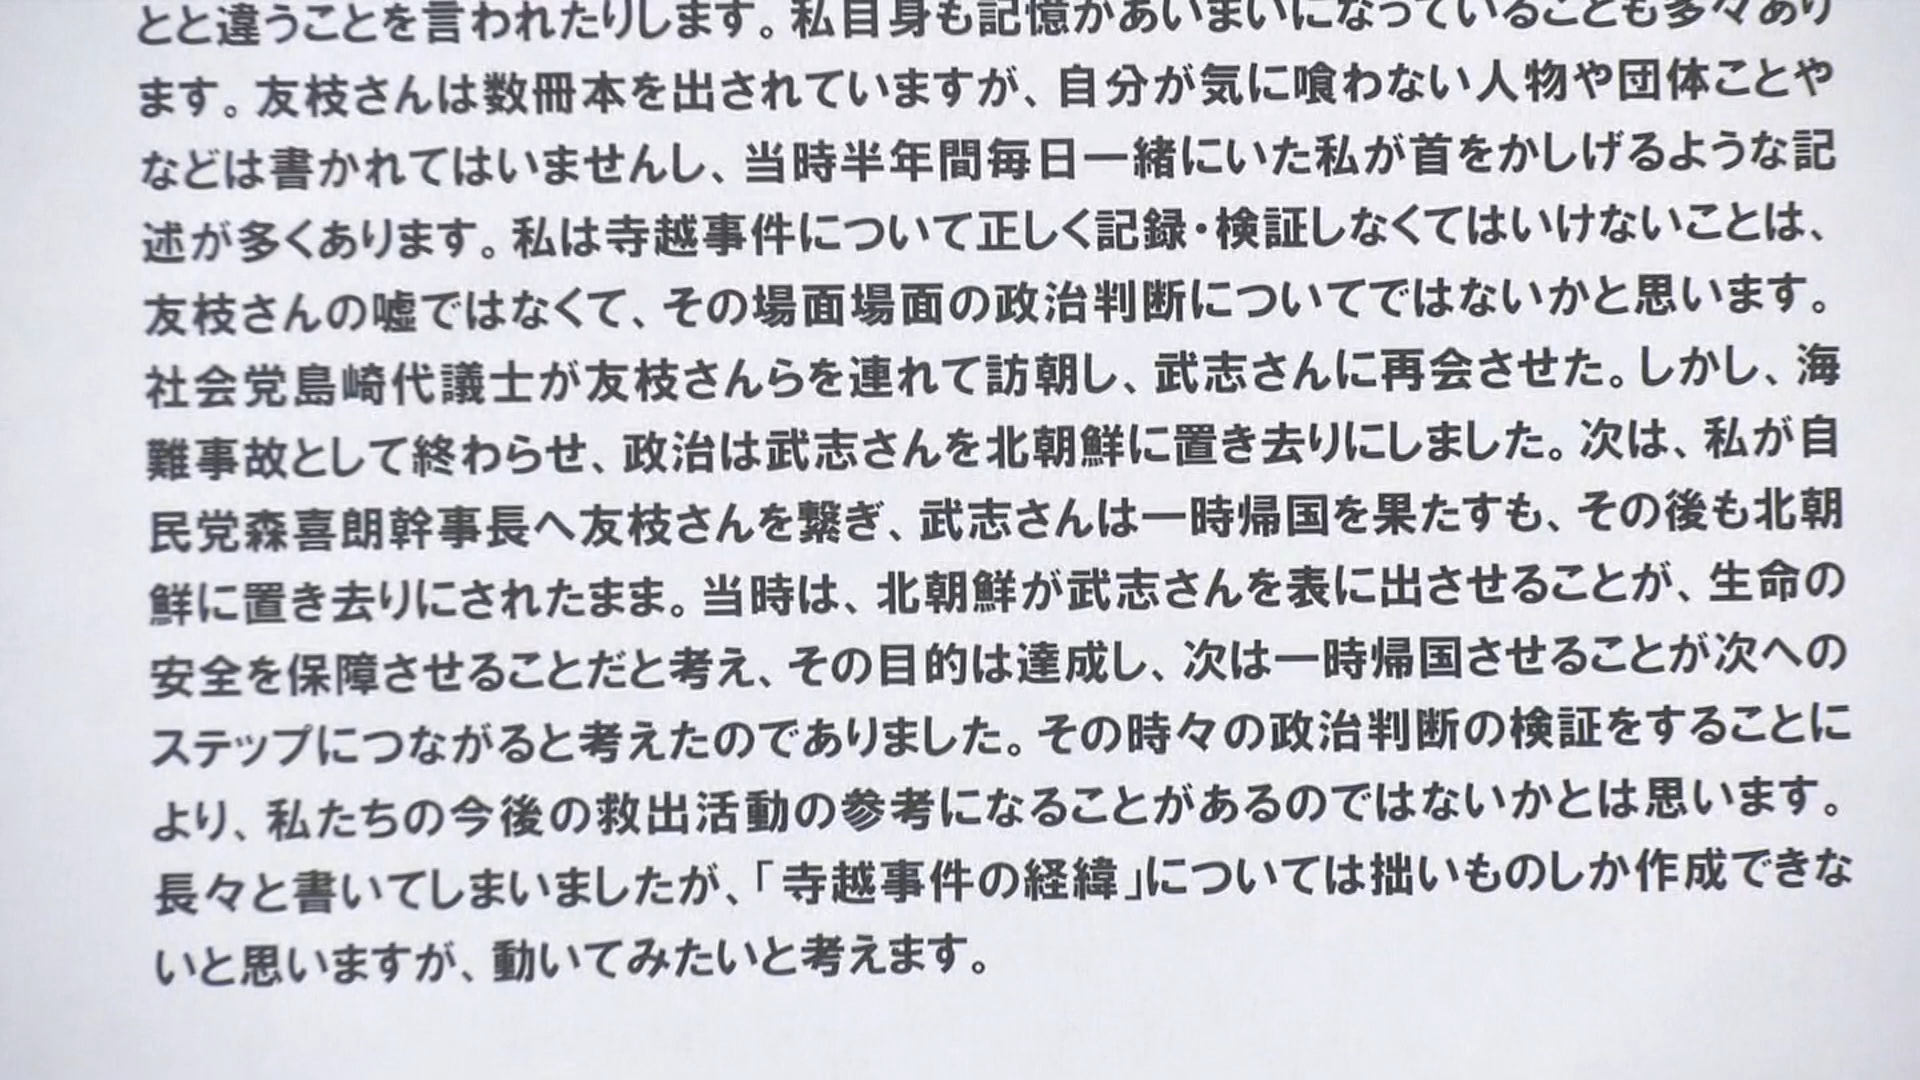 とと違うことを言われたりします。私自身も記憶があいまいになっていることも多々あり
ます。友枝さんは数冊本を出されていますが、自分が気に喰わない人物や団体ことや
などは書かれてはいませんし、当時半年間毎日一緒にいた私が首をかしげるような記
述が多くあります。私は寺越事件について正しく記録・検証しなくてはいけないことは、
友枝さんの嘘ではなくて、その場面場面の政治判断についてではないかと思います。
社会党島崎代議士が友枝さんらを連れて訪朝し、武志さんに再会させた。しかし、海
難事故として終わらせ、政治は武志さんを北朝鮮に置き去りにしました。次は、私が自
民党森喜朗幹事長へ友枝さんを繋ぎ、武志さんは一時帰国を果たすも、その後も北朝
鮮に置き去りにされたまま。当時は、北朝鮮が武志さんを表に出させることが、生命の
安全を保障させることだと考え、その目的は達成し、次は一時帰国させることが次への
ステップにつながると考えたのでありました。その時々の政治判断の検証をすることに
より、私たちの今後の救出活動の参考になることがあるのではないかとは思います。
長々と書いてしまいましたが、「寺越事件の経緯」については拙いものしか作成できな
いと思いますが、動いてみたいと考えます。